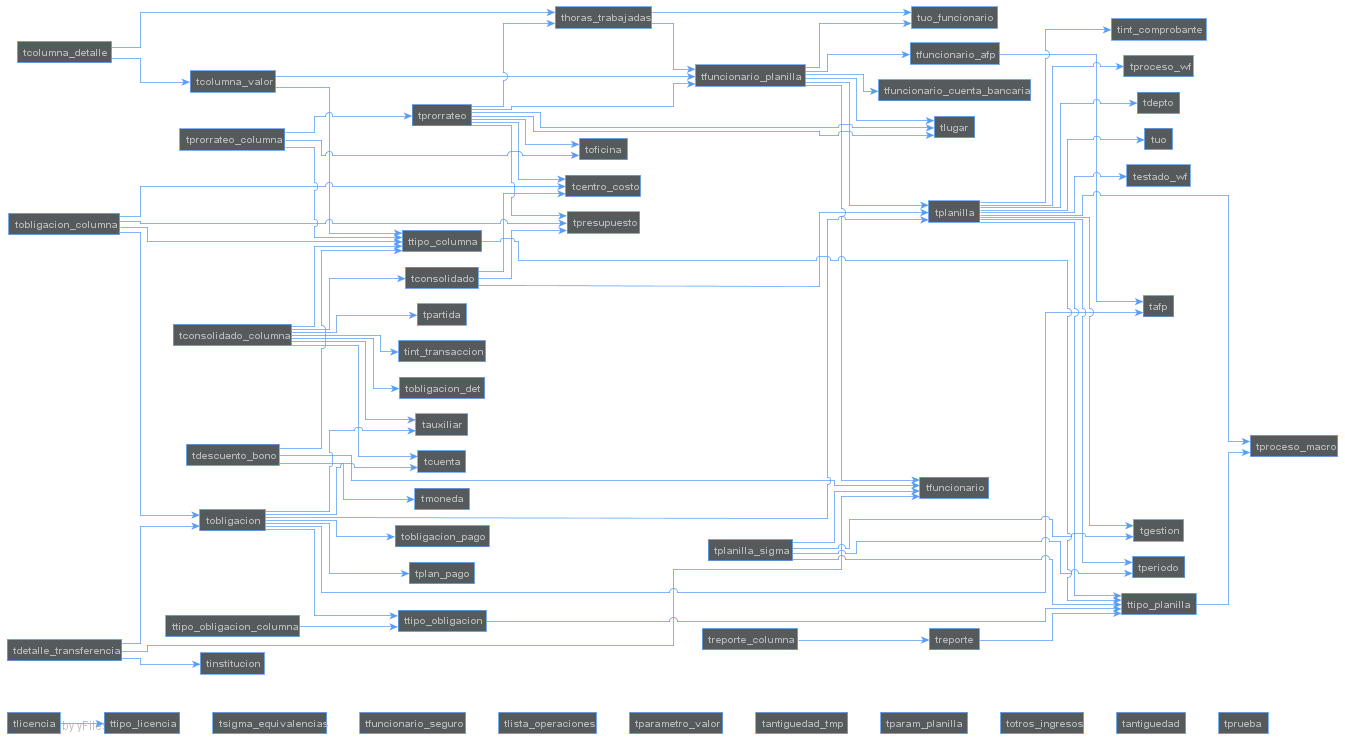 thoras_trabajadas
tuo_funcionario
tint_comprobante
tcolumna_detalle
tfuncionario_afp
tproceso_wf
tcolumna_valor
tfuncionario_planilla
tfuncionario_cuenta_bancaria
tdepto
tprorrateo
tlugar
tprorrateo_columna
toficina
tuo
tcentro_costo
testado_wf
tobligacion_columna
tpresupuesto
tplanilla
ttipo_columna
tconsolidado
tafp
tpartida
tconsolidado_columna
tint_transaccion
tobligacion_det
tauxiliar
tproceso_macro
tdescuento_bono
tcuenta
tmoneda
tfuncionario
tobligacion
tobligacion_pago
tgestion
tplanilla_sigma
tplan_pago
tperiodo
ttipo_planilla
ttipo_obligacion_columna
ttipo_obligacion
treporte_columna
treporte
tdetalle_transferencia
tinstitucion
tlicencia
by yFile
ttipo_licencia
tsigma_equivalencias
tfuncionario_seguro
tlista_operaciones
tparametro_valor
tantiguedad_tmp
tparam_planilla
totros_ingresos
tantiguedad
tprueba